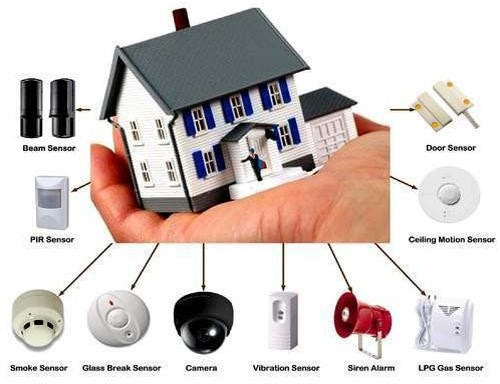 Beam Sensor
Door Sensor
PIR Sensor
Ceiling Motion Sensor
Smoke Sensor
Glass Break Sensor
Camera
Vibration Sensor
Siren Alarm
LPG Gas Sensor